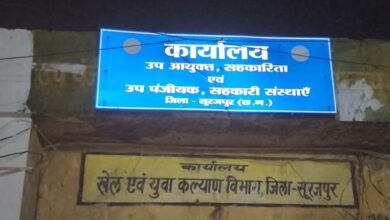 कार्यालय
उप आयुक्त, सहकारिता
एवं
उप पंजीयक, सहकारी संस्थाएँ
जिला - सूरजपुर (छ.ग.)
कार्यालय
खेल एवं युवा कल्याण विभाग, जिला-सूरजपुर